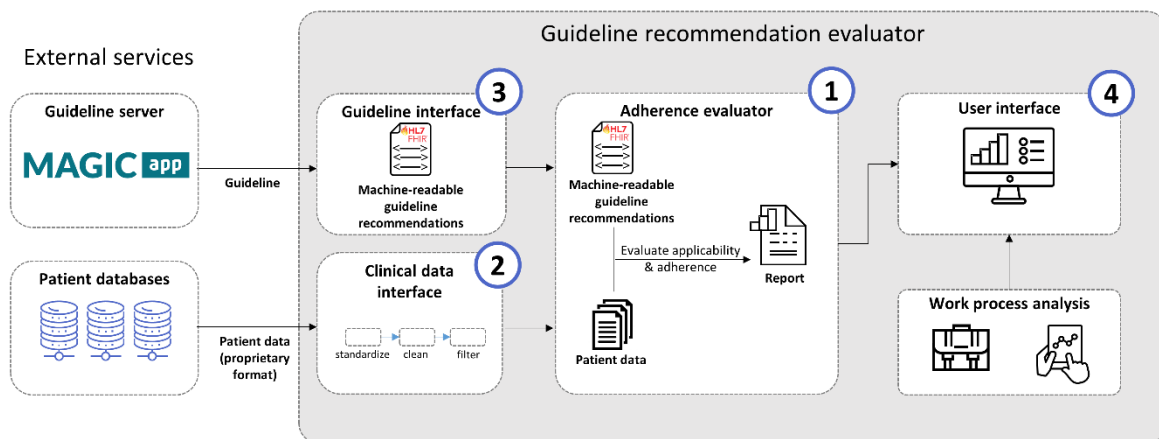 Guideline recommendation evaluator
External services
Guideline server
MAGIC app
Guideline
Patient databases
Patient data
(proprietary
format)
3
Guideline interface
HL7
FHIR
Machine-readable
guideline
recommendations
2
Clinical data
interface
standardize
clean
filter
1
Adherence evaluator
HL7
FHIR
Machine-readable
guideline
recommendations
Evaluate applicability
& adherence
Report
Patient data
4
User interface
Work process analysis